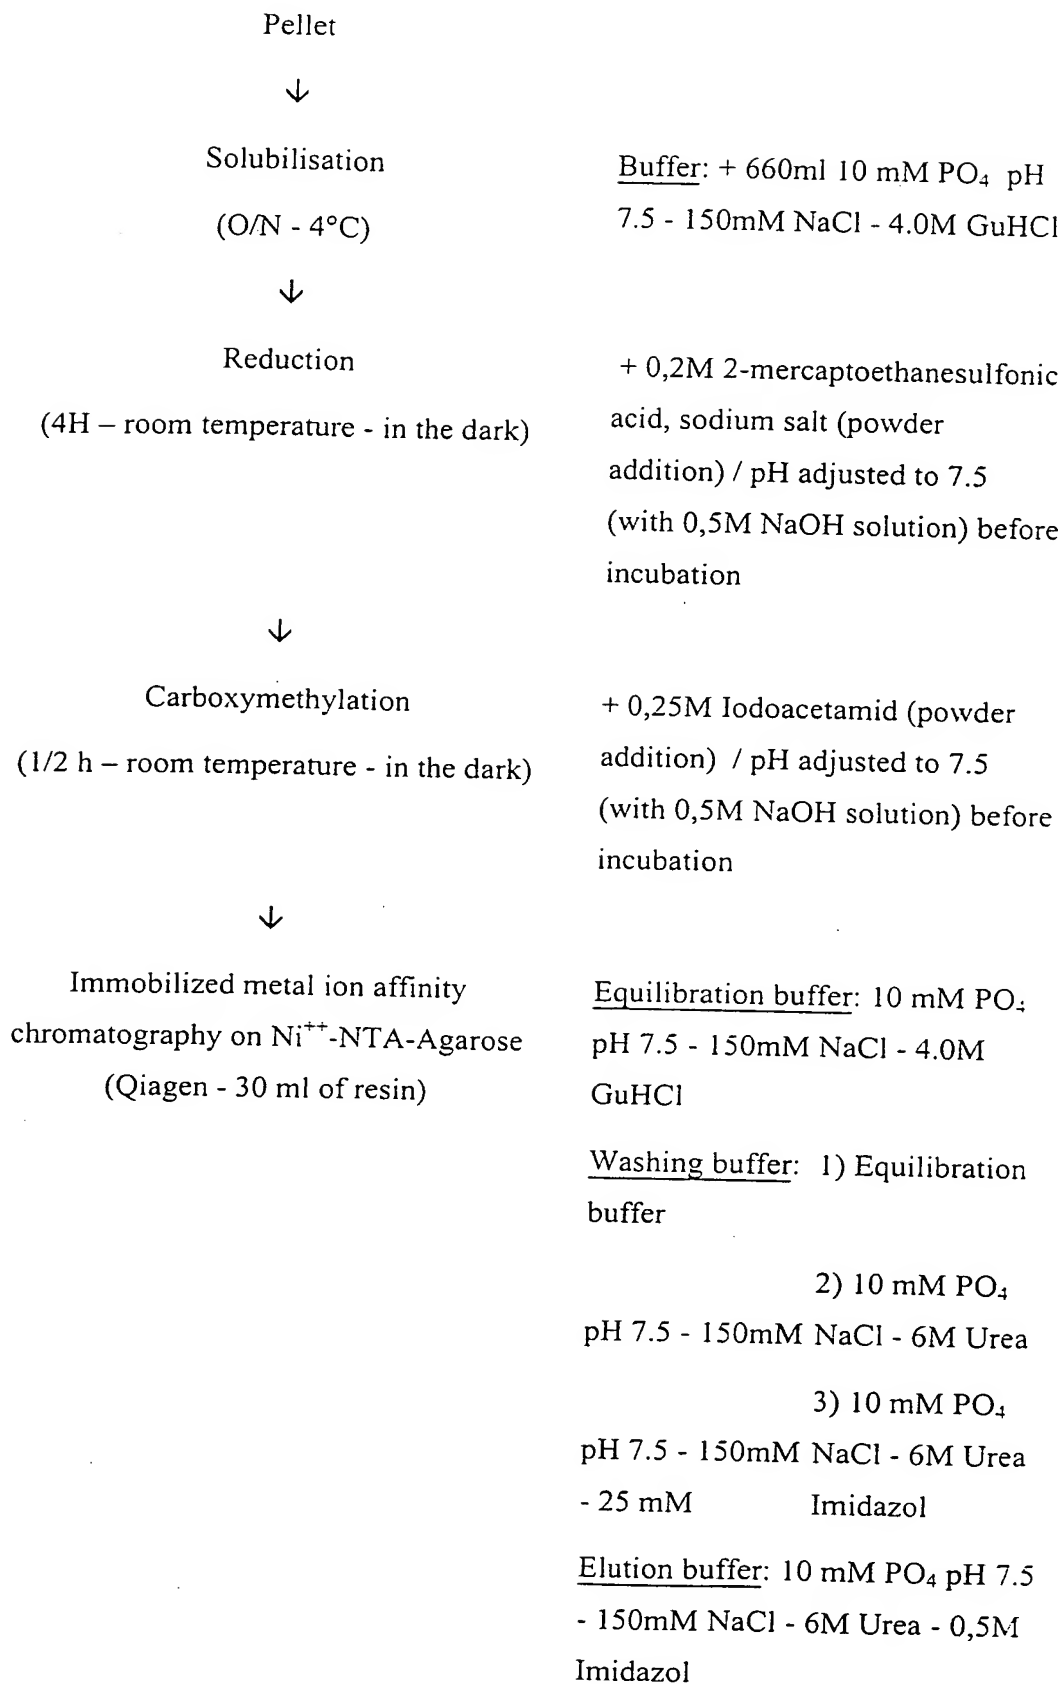 Pellet
↓
Solubilisation
(O/N - 4°C)
Buffer: + 660ml 10 mM PO₄ pH
7.5 - 150mM NaCl - 4.0M GuHCl
↓
Reduction
(4H – room temperature - in the dark)
+ 0,2M 2-mercaptoethanesulfonic
acid, sodium salt (powder
addition) / pH adjusted to 7.5
(with 0,5M NaOH solution) before
incubation
↓
Carboxymethylation
(1/2 h – room temperature - in the dark)
+ 0,25M Iodoacetamid (powder
addition) / pH adjusted to 7.5
(with 0,5M NaOH solution) before
incubation
↓
Immobilized metal ion affinity
chromatography on Ni⁺⁺-NTA-Agarose
(Qiagen - 30 ml of resin)
Equilibration buffer: 10 mM PO₄
pH 7.5 - 150mM NaCl - 4.0M
GuHCl
Washing buffer: 1) Equilibration
buffer
2) 10 mM PO₄
pH 7.5 - 150mM NaCl - 6M Urea
3) 10 mM PO₄
pH 7.5 - 150mM NaCl - 6M Urea
- 25 mM Imidazol
Elution buffer: 10 mM PO₄ pH 7.5
- 150mM NaCl - 6M Urea - 0,5M
Imidazol